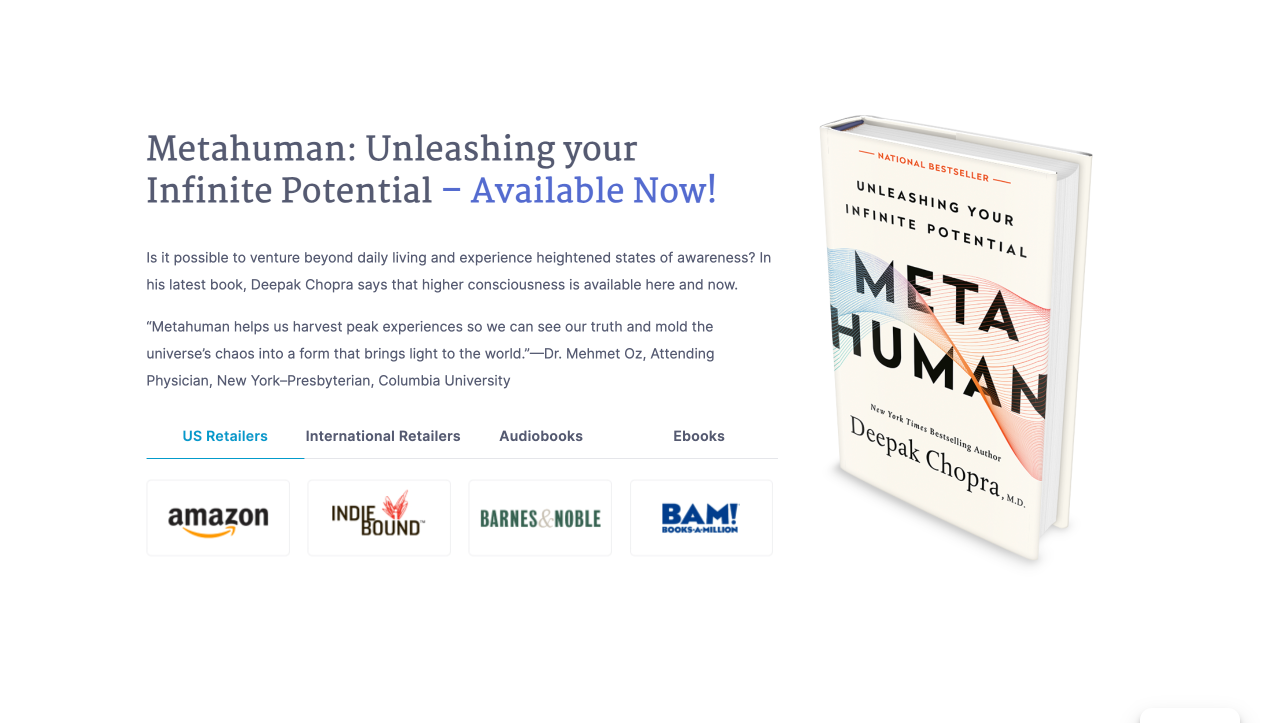 Metahuman: Unleashing your
Infinite Potential – Available Now!
Is it possible to venture beyond daily living and experience heightened states of awareness? In
his latest book, Deepak Chopra says that higher consciousness is available here and now.
“Metahuman helps us harvest peak experiences so we can see our truth and mold the
universe’s chaos into a form that brings light to the world.”—Dr. Mehmet Oz, Attending
Physician, New York–Presbyterian, Columbia University
US Retailers International Retailers Audiobooks Ebooks
amazon
INDIE
BOUND™
BARNES&NOBLE
BAM!
BOOKS-A-MILLION
NATIONAL BESTSELLER
UNLEASHING YOUR
INFINITE POTENTIAL
META
HUMAN
New York Times Bestselling Author
Deepak Chopra, M.D.